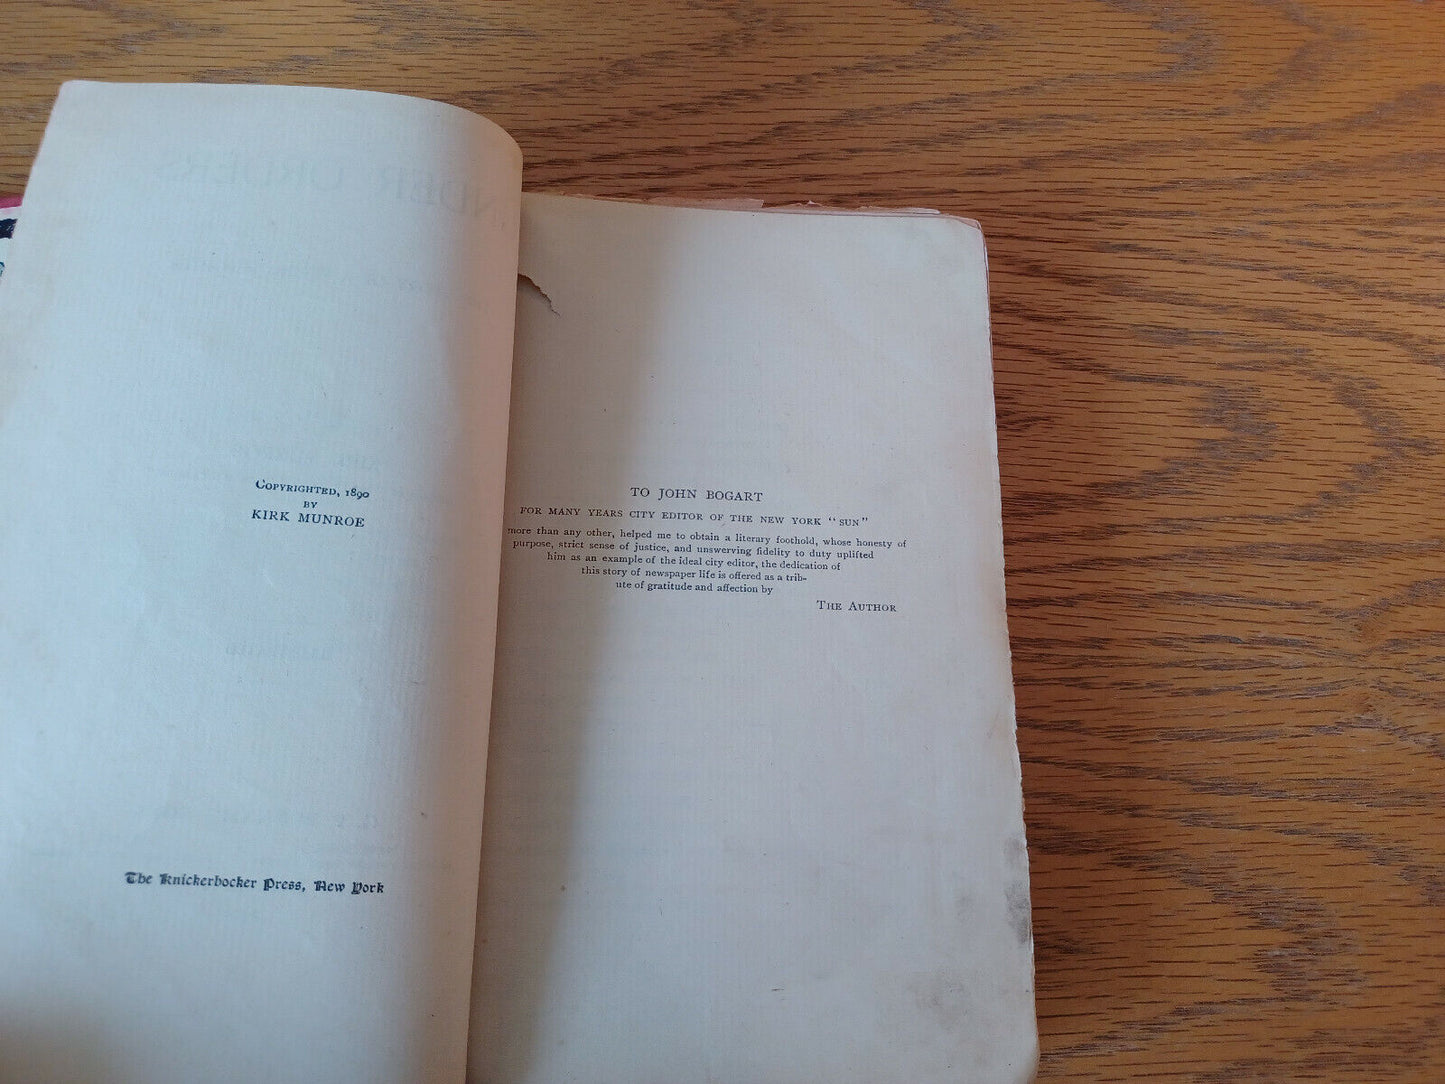 COPYRIGHTED, 1890
BY
KIRK MUNROE
The Knickerbocker Press, New York
TO JOHN BOGART
FOR MANY YEARS CITY EDITOR OF THE NEW YORK "SUN"
more than any other, helped me to obtain a literary foothold, whose honesty of
purpose, strict sense of justice, and unswerving fidelity to duty uplifted
him as an example of the ideal city editor, the dedication of
this story of newspaper life is offered as a trib-
ute of gratitude and affection by
THE AUTHOR